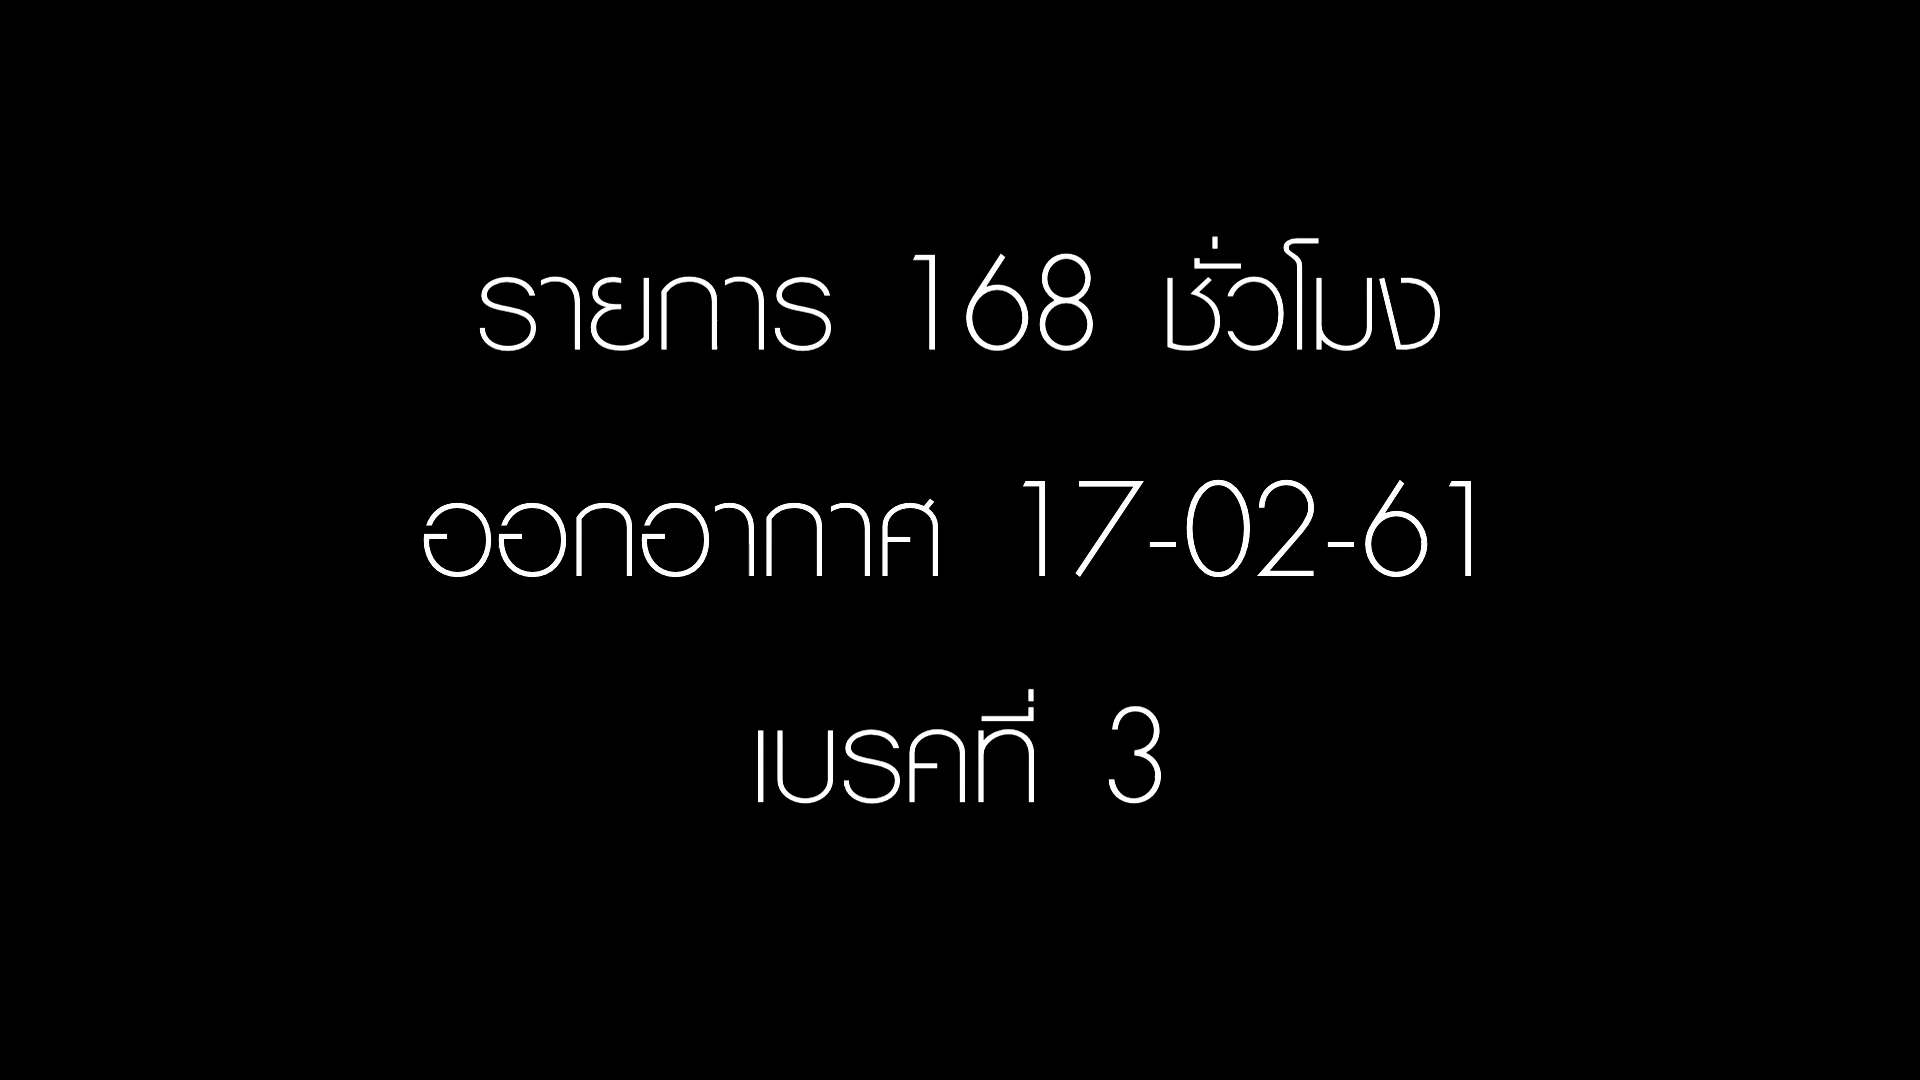 รายการ 168 ชั่วโมง
ออกอากาศ 17-02-61
เบรคที่ 3